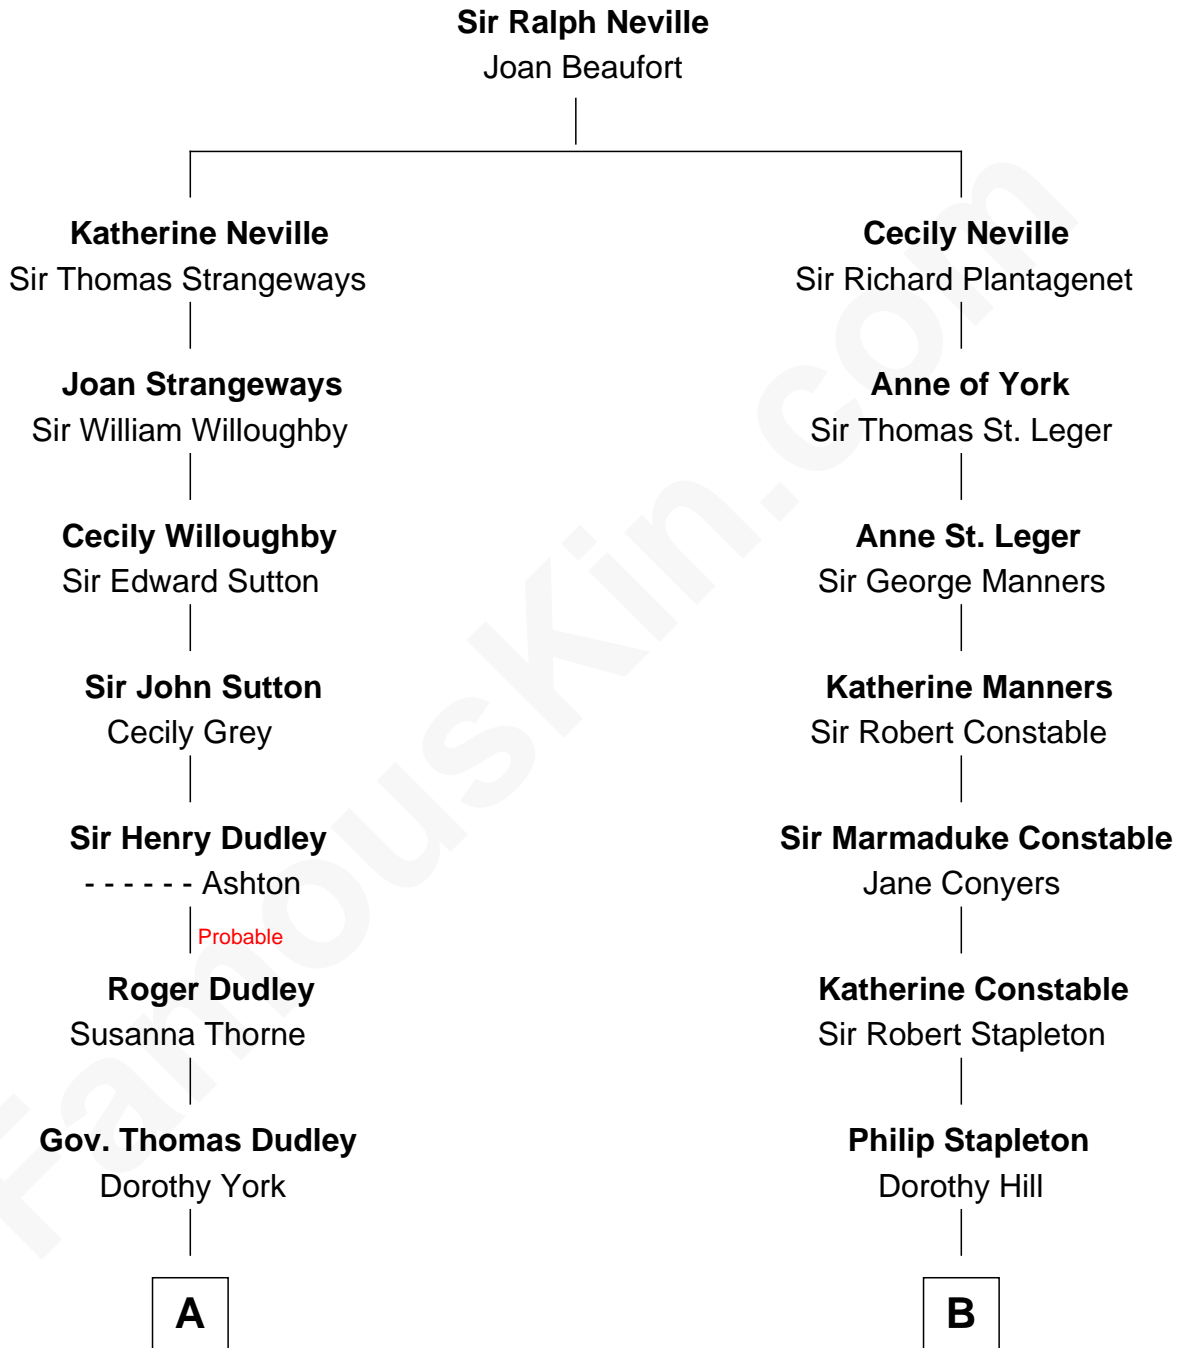 Sir Ralph Neville
Joan Beaufort
Katherine Neville
Sir Thomas Strangeways
Cecily Neville
Sir Richard Plantagenet
Joan Strangeways
Sir William Willoughby
Anne of York
Sir Thomas St. Leger
Cecily Willoughby
Sir Edward Sutton
Anne St. Leger
Sir George Manners
Sir John Sutton
Cecily Grey
Katherine Manners
Sir Robert Constable
Sir Henry Dudley
- - - - - - Ashton
Sir Marmaduke Constable
Jane Conyers
Probable
Roger Dudley
Susanna Thorne
Katherine Constable
Sir Robert Stapleton
Gov. Thomas Dudley
Dorothy York
Philip Stapleton
Dorothy Hill
A
B
FamousKin.com